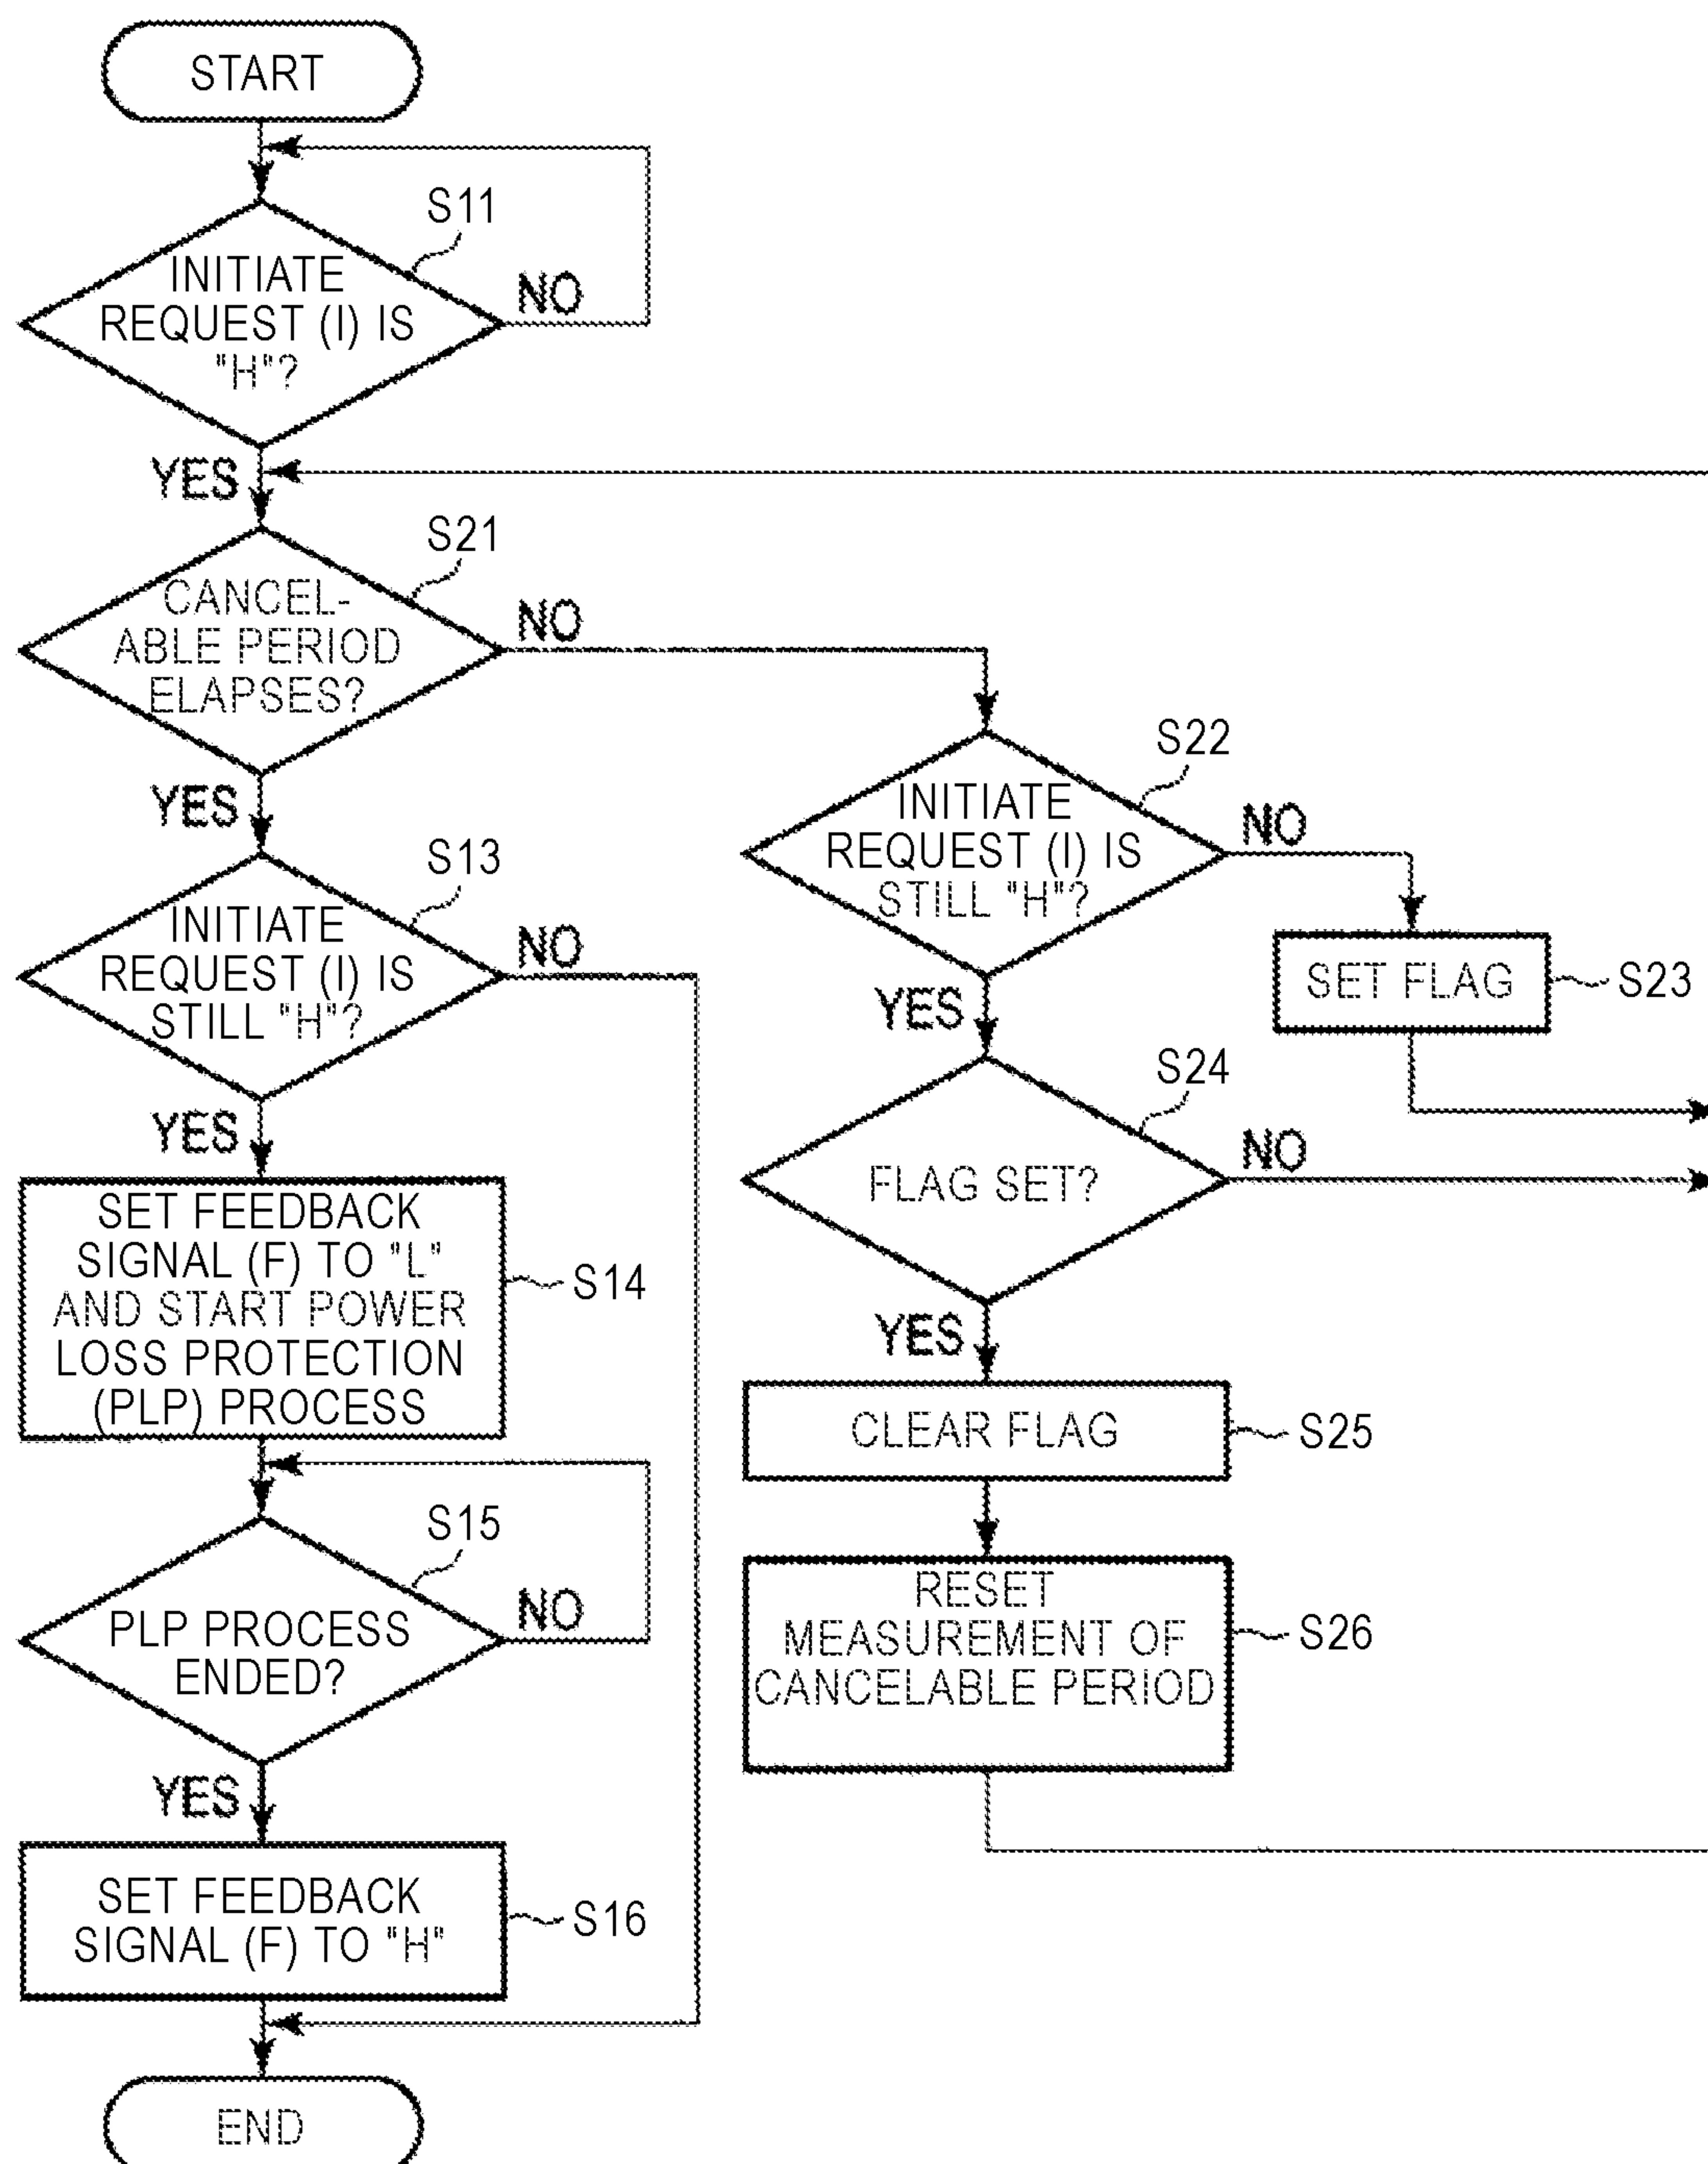 START
S11
INITIATE
REQUEST (I) IS
"H"?
NO
YES
S21
CANCEL-
ABLE PERIOD
ELAPSES?
NO
YES
S13
INITIATE
REQUEST (I) IS
STILL "H"?
NO
YES
SET FEEDBACK
SIGNAL (F) TO "L"
AND START POWER
LOSS PROTECTION
(PLP) PROCESS
S14
S15
PLP PROCESS
ENDED?
NO
YES
SET FEEDBACK
SIGNAL (F) TO "H"
S16
END
S22
INITIATE
REQUEST (I) IS
STILL "H"?
NO
YES
SET FLAG
S23
S24
FLAG SET?
NO
YES
CLEAR FLAG
S25
RESET
MEASUREMENT OF
CANCELABLE PERIOD
S26